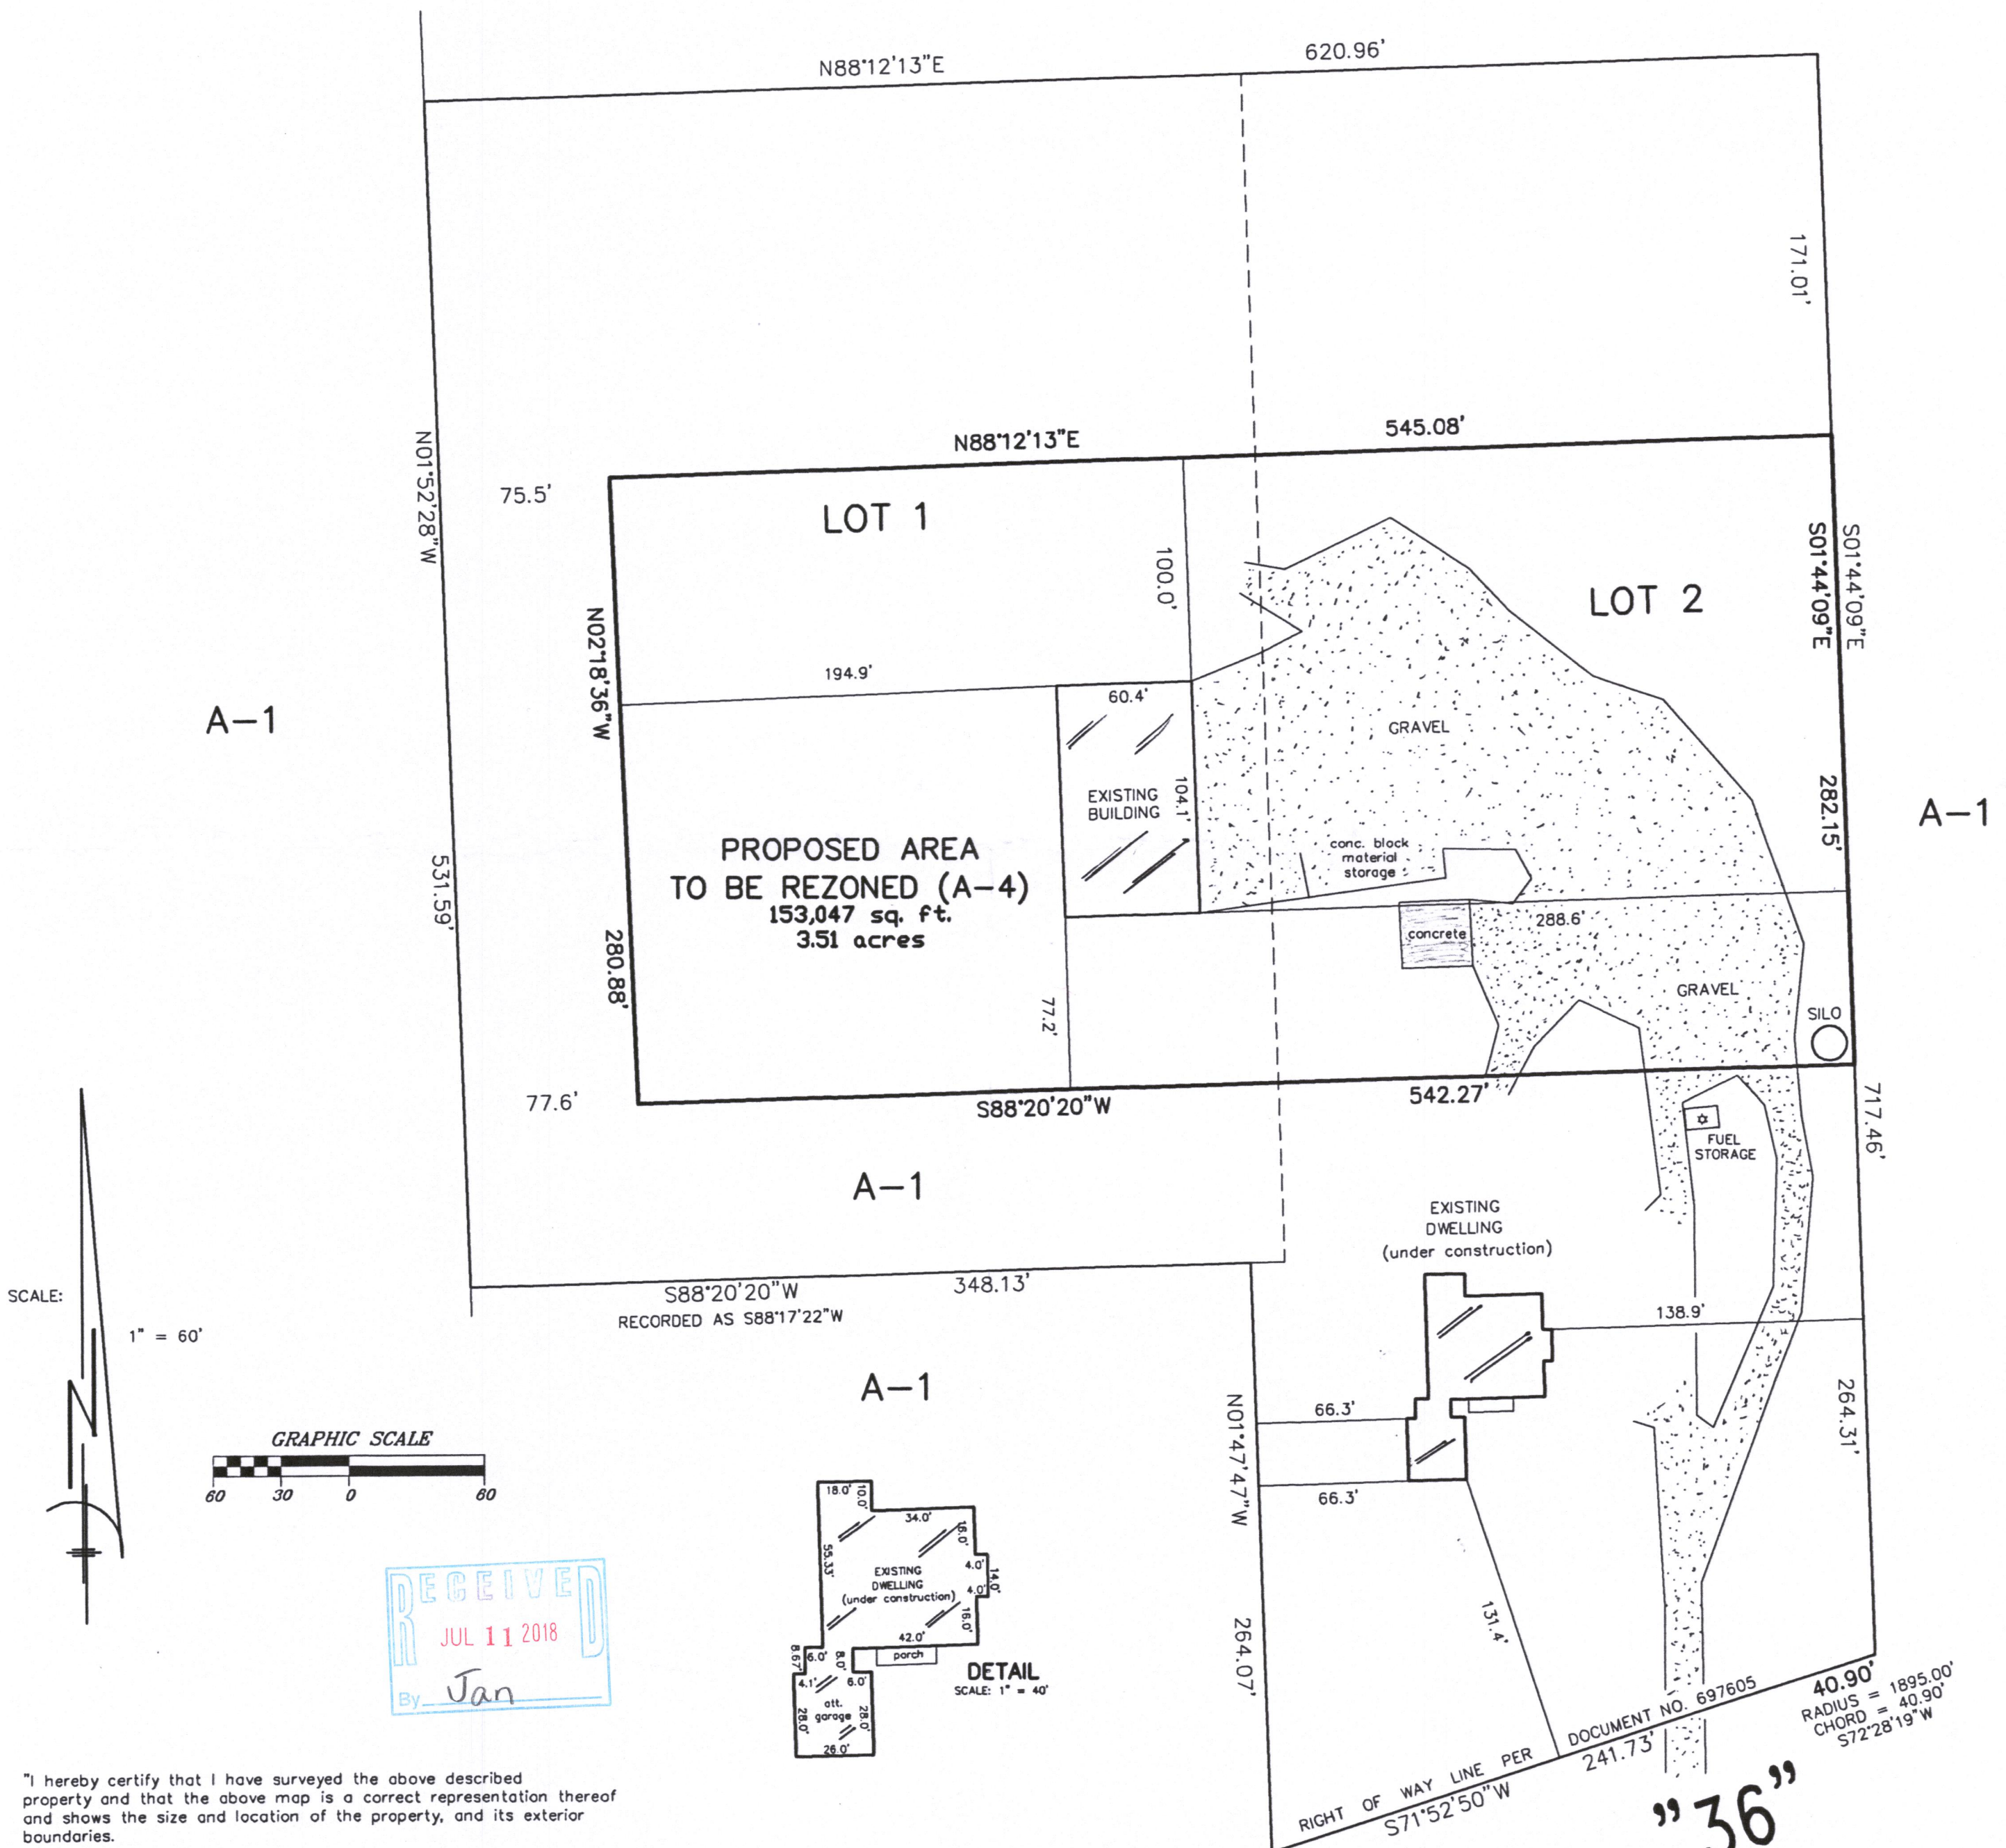 N88°12'13"E
620.96'
171.01'
N88°12'13"E
545.08'
N01°52'28"W
75.5'
LOT 1
100.0'
LOT 2
S01°44'09"E
S01°44'09"E
N02°18'36"W
194.9'
60.4'
A-1
GRAVEL
EXISTING
BUILDING
104.1'
282.15'
A-1
conc. block
material
storage
PROPOSED AREA
TO BE REZONED (A-4)
153,047 sq. ft.
3.51 acres
531.59'
280.88'
concrete
288.6'
GRAVEL
77.2'
SILO
77.6'
S88°20'20"W
542.27'
717.46'
FUEL
STORAGE
A-1
EXISTING
DWELLING
(under construction)
S88°20'20"W
348.13'
RECORDED AS S88°17'22"W
SCALE:
1" = 60'
N
138.9'
A-1
66.3'
N01°47'47"W
264.31'
GRAPHIC SCALE
60 30 0 60
66.3'
18.0'
10.0'
34.0'
16.0'
55.33'
EXISTING
DWELLING
(under construction)
4.0'
14.0'
4.0'
16.0'
42.0'
porch
8.67'
6.0'
8.0'
4.1'
6.0'
att.
garage
28.0'
28.0'
26.0'
DETAIL
SCALE: 1" = 40'
RECEIVED
JUL 11 2018
By Jan
131.4'
264.07'
RIGHT OF WAY LINE PER DOCUMENT NO. 697605
S71°52'50"W
241.73'
40.90'
RADIUS = 1895.00'
CHORD = 40.90'
S72°28'19"W
"36"
"I hereby certify that I have surveyed the above described
property and that the above map is a correct representation thereof
and shows the size and location of the property, and its exterior
boundaries.